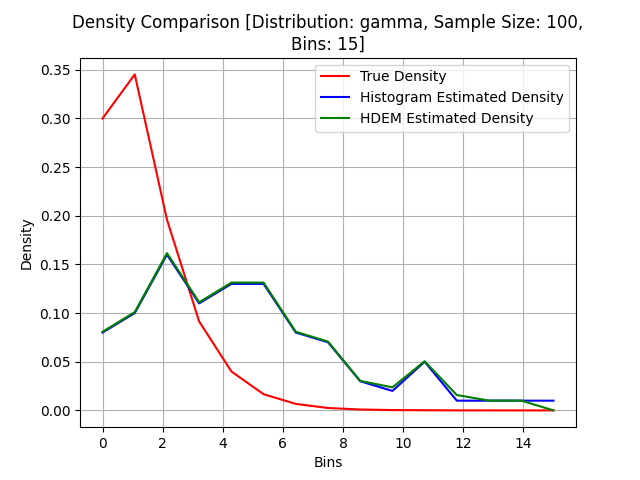 Density Comparison [Distribution: gamma, Sample Size: 100,
Bins: 15]
True Density
Histogram Estimated Density
HDEM Estimated Density
Density
0.35
0.30
0.25
0.20
0.15
0.10
0.05
0.00
0 2 4 6 8 10 12 14
Bins